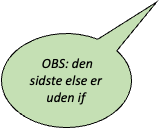 OBS: den
sidste else er
uden if